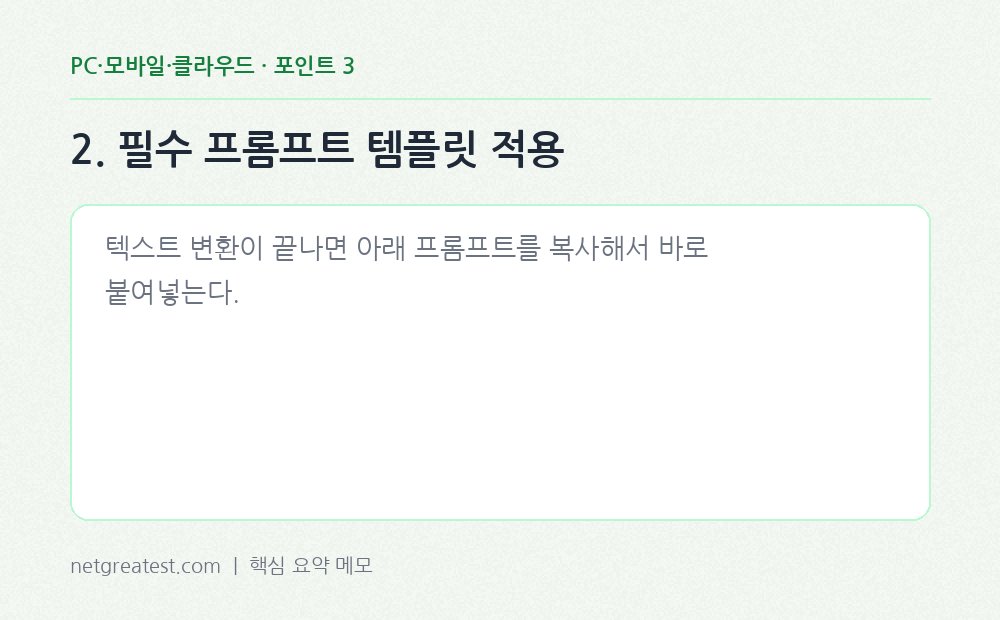 PC·모바일·클라우드 · 포인트 3
2. 필수 프롬프트 템플릿 적용
텍스트 변환이 끝나면 아래 프롬프트를 복사해서 바로
붙여넣는다.
netgreatest.com | 핵심 요약 메모